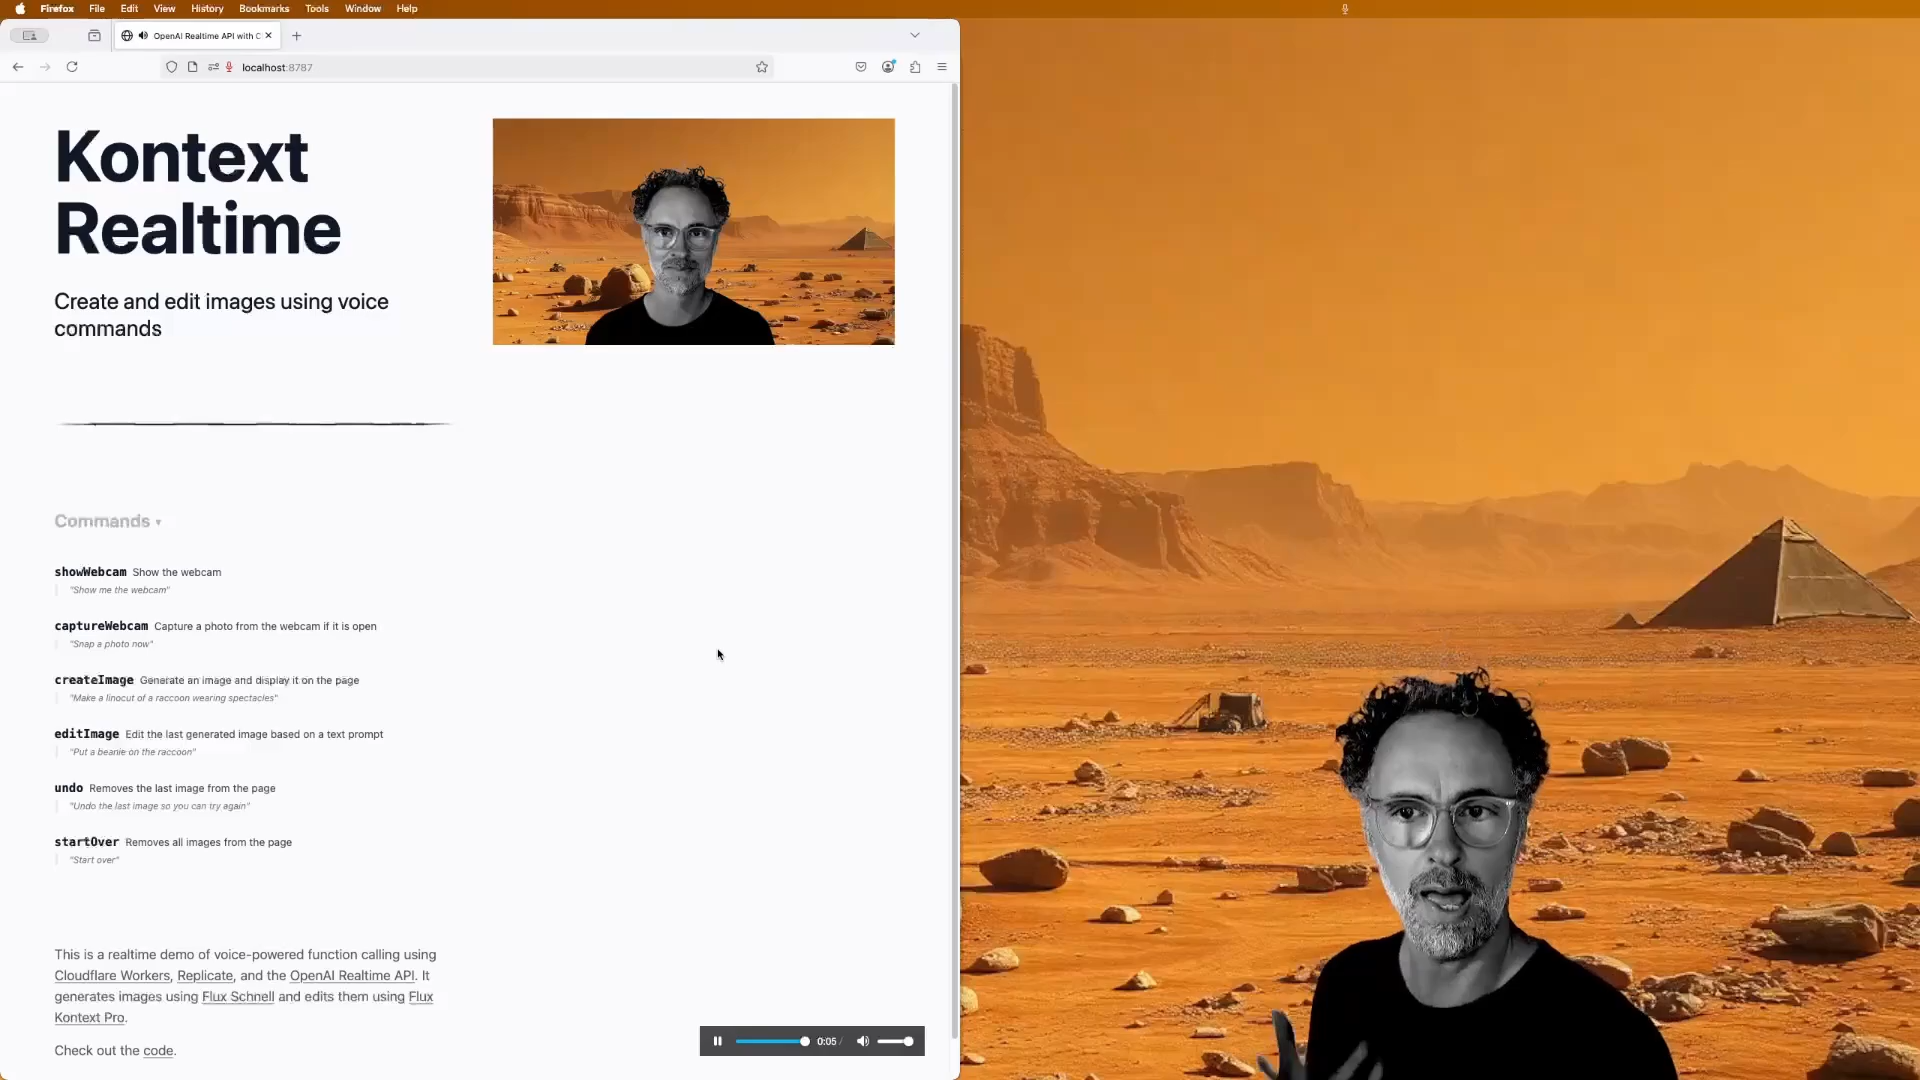 Firefox File Edit View History Bookmarks Tools Window Help
OpenAI Realtime API with C
localhost:8787
Kontext
Realtime
Create and edit images using voice
commands
Commands ▾
showWebcam Show the webcam
"Show me the webcam"
captureWebcam Capture a photo from the webcam if it is open
"Snap a photo now"
createImage Generate an image and display it on the page
"Make a linocut of a raccoon wearing spectacles"
editImage Edit the last generated image based on a text prompt
"Put a beanie on the raccoon"
undo Removes the last image from the page
"Undo the last image so you can try again"
startOver Removes all images from the page
"Start over"
This is a realtime demo of voice-powered function calling using
Cloudflare Workers, Replicate, and the OpenAI Realtime API. It
generates images using Flux Schnell and edits them using Flux
Kontext Pro.
Check out the code.
0:05 /